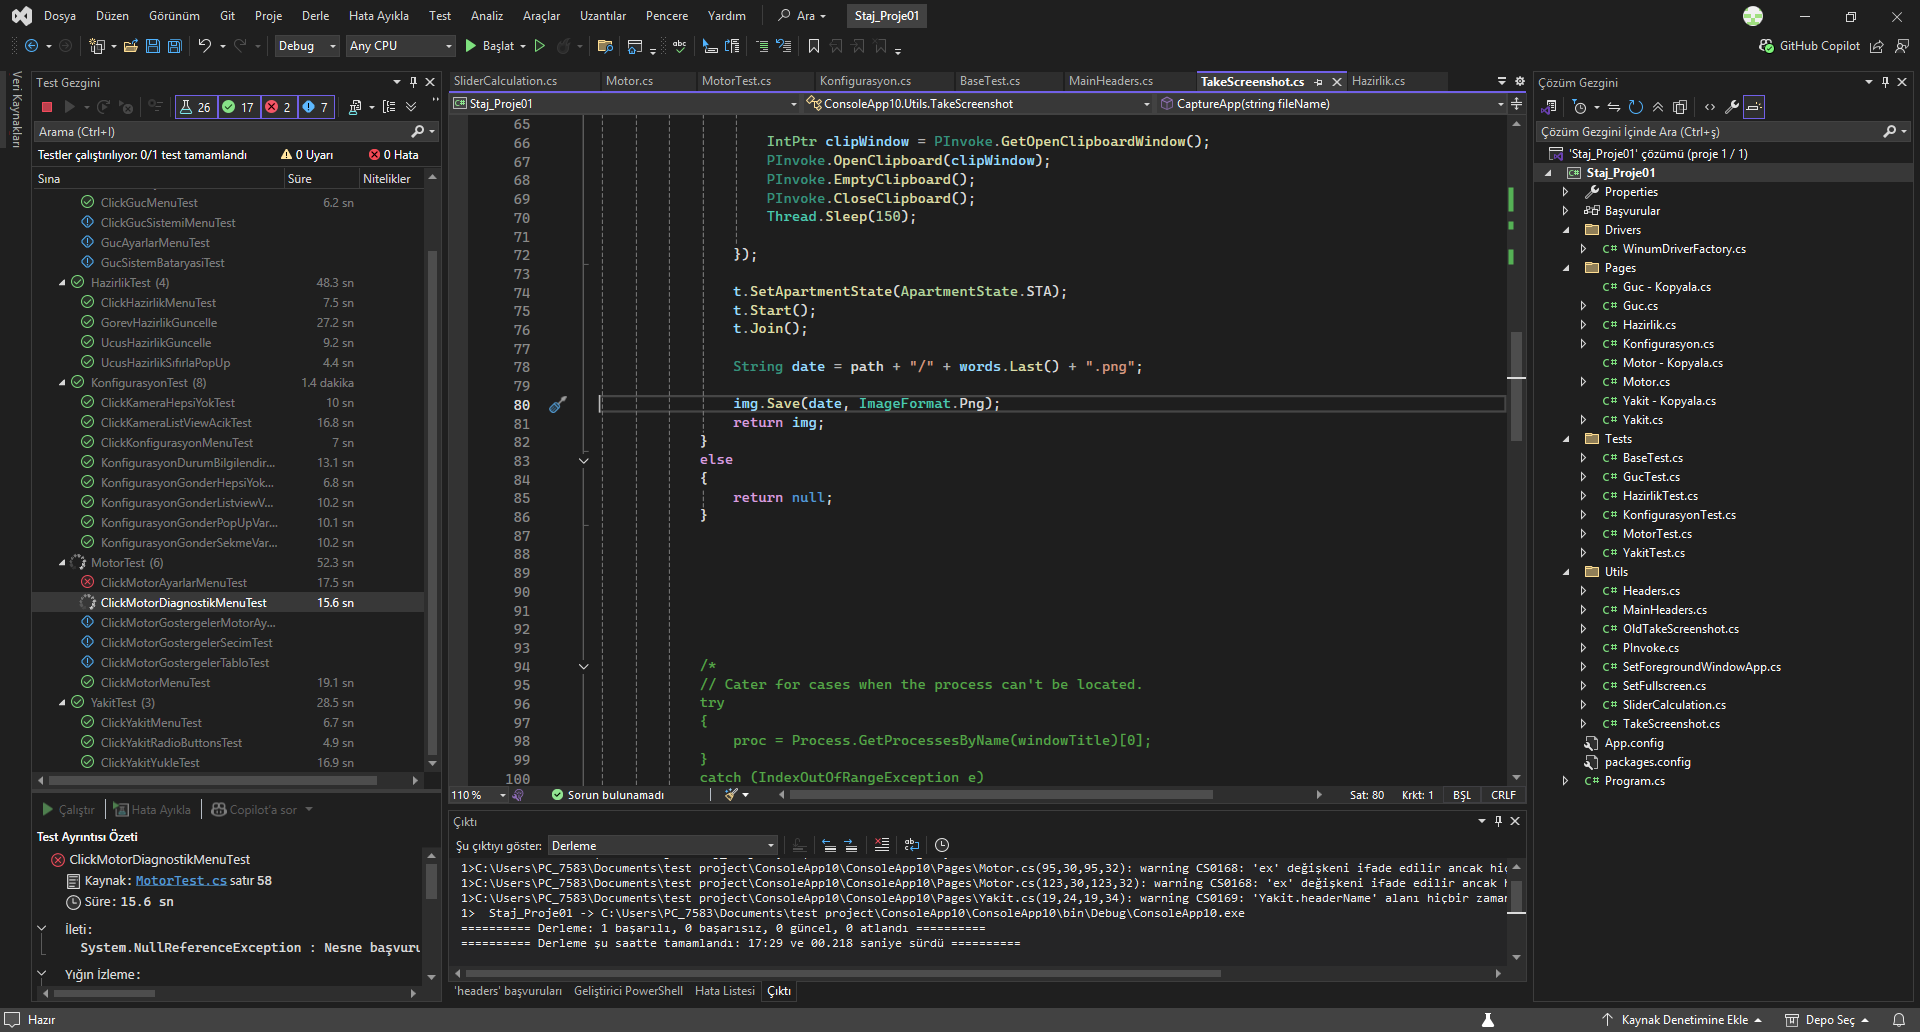 Dosya Düzen Görünüm Git Proje Derle Hata Ayıkla Test Analiz Araçlar Uzantılar Pencere Yardım Ara Staj_Proje01
Debug Any CPU Başlat GitHub Copilot
Veri Kaynakları
Test Gezgini
26 17 2 7
Arama (Ctrl+I)
Testler çalıştırılıyor: 0/1 test tamamlandı 0 Uyarı 0 Hata
Sına Süre Nitelikler
ClickGucMenuTest 6.2 sn
ClickGucSistemiMenuTest
GucAyarlarMenuTest
GucSistemBataryasiTest
HazirlikTest (4) 48.3 sn
ClickHazirlikMenuTest 7.5 sn
GorevHazirlikGuncelle 27.2 sn
UcusHazirlikGuncelle 9.2 sn
UcusHazirlikSıfırlaPopUp 4.4 sn
KonfigurasyonTest (8) 1.4 dakika
ClickKameraHepsiYokTest 10 sn
ClickKameraListViewAcikTest 16.8 sn
ClickKonfigurasyonMenuTest 7 sn
KonfigurasyonDurumBilgilendir... 13.1 sn
KonfigurasyonGonderHepsiYok... 6.8 sn
KonfigurasyonGonderListviewV... 10.2 sn
KonfigurasyonGonderPopUpVar... 10.1 sn
KonfigurasyonGonderSekmeVar... 10.2 sn
MotorTest (6) 52.3 sn
ClickMotorAyarlarMenuTest 17.5 sn
ClickMotorDiagnostikMenuTest 15.6 sn
ClickMotorGostergelerMotorAy...
ClickMotorGostergelerSecimTest
ClickMotorGostergelerTabloTest
ClickMotorMenuTest 19.1 sn
YakitTest (3) 28.5 sn
ClickYakitMenuTest 6.7 sn
ClickYakitRadioButtonsTest 4.9 sn
ClickYakitYukleTest 16.9 sn
Çalıştır Hata Ayıkla Copilot'a sor
Test Ayrıntısı Özeti
ClickMotorDiagnostikMenuTest
Kaynak: MotorTest.cs satır 58
Süre: 15.6 sn
İleti:
System.NullReferenceException : Nesne başvuru
Yığın İzleme:
SliderCalculation.cs Motor.cs MotorTest.cs Konfigurasyon.cs BaseTest.cs MainHeaders.cs TakeScreenshot.cs Hazirlik.cs
Staj_Proje01 ConsoleApp10.Utils.TakeScreenshot CaptureApp(string fileName)
65
66 IntPtr clipWindow = PInvoke.GetOpenClipboardWindow();
67 PInvoke.OpenClipboard(clipWindow);
68 PInvoke.EmptyClipboard();
69 PInvoke.CloseClipboard();
70 Thread.Sleep(150);
71
72 });
73
74 t.SetApartmentState(ApartmentState.STA);
75 t.Start();
76 t.Join();
77
78 String date = path + "/" + words.Last() + ".png";
79
80 img.Save(date, ImageFormat.Png);
81 return img;
82 }
83 else
84 {
85 return null;
86 }
87
88
89
90
91
92
93
94 /*
95 // Cater for cases when the process can't be located.
96 try
97 {
98 proc = Process.GetProcessesByName(windowTitle)[0];
99 }
100 catch (IndexOutOfRangeException e)
110 % Sorun bulunamadı Sat: 80 Krkt: 1 BŞL CRLF
Çıktı
Şu çıktıyı göster: Derleme
1>C:\Users\PC_7583\Documents\test project\ConsoleApp10\ConsoleApp10\Pages\Motor.cs(95,30,95,32): warning CS0168: 'ex' değişkeni ifade edilir ancak hiç
1>C:\Users\PC_7583\Documents\test project\ConsoleApp10\ConsoleApp10\Pages\Motor.cs(123,30,123,32): warning CS0168: 'ex' değişkeni ifade edilir ancak h
1>C:\Users\PC_7583\Documents\test project\ConsoleApp10\ConsoleApp10\Pages\Yakit.cs(19,24,19,34): warning CS0169: 'Yakit.headerName' alanı hiçbir zama
1> Staj_Proje01 -> C:\Users\PC_7583\Documents\test project\ConsoleApp10\ConsoleApp10\bin\Debug\ConsoleApp10.exe
========== Derleme: 1 başarılı, 0 başarısız, 0 güncel, 0 atlandı ==========
========== Derleme şu saatte tamamlandı: 17:29 ve 00.218 saniye sürdü ==========
'headers' başvuruları Geliştirici PowerShell Hata Listesi Çıktı
Çözüm Gezgini
Çözüm Gezgini İçinde Ara (Ctrl+ş)
'Staj_Proje01' çözümü (proje 1 / 1)
Staj_Proje01
Properties
Başvurular
Drivers
C# WinumDriverFactory.cs
Pages
C# Guc - Kopyala.cs
C# Guc.cs
C# Hazirlik.cs
C# Konfigurasyon.cs
C# Motor - Kopyala.cs
C# Motor.cs
C# Yakit - Kopyala.cs
C# Yakit.cs
Tests
C# BaseTest.cs
C# GucTest.cs
C# HazirlikTest.cs
C# KonfigurasyonTest.cs
C# MotorTest.cs
C# YakitTest.cs
Utils
C# Headers.cs
C# MainHeaders.cs
C# OldTakeScreenshot.cs
C# PInvoke.cs
C# SetForegroundWindowApp.cs
C# SetFullscreen.cs
C# SliderCalculation.cs
C# TakeScreenshot.cs
App.config
packages.config
C# Program.cs
Hazır Kaynak Denetimine Ekle Depo Seç